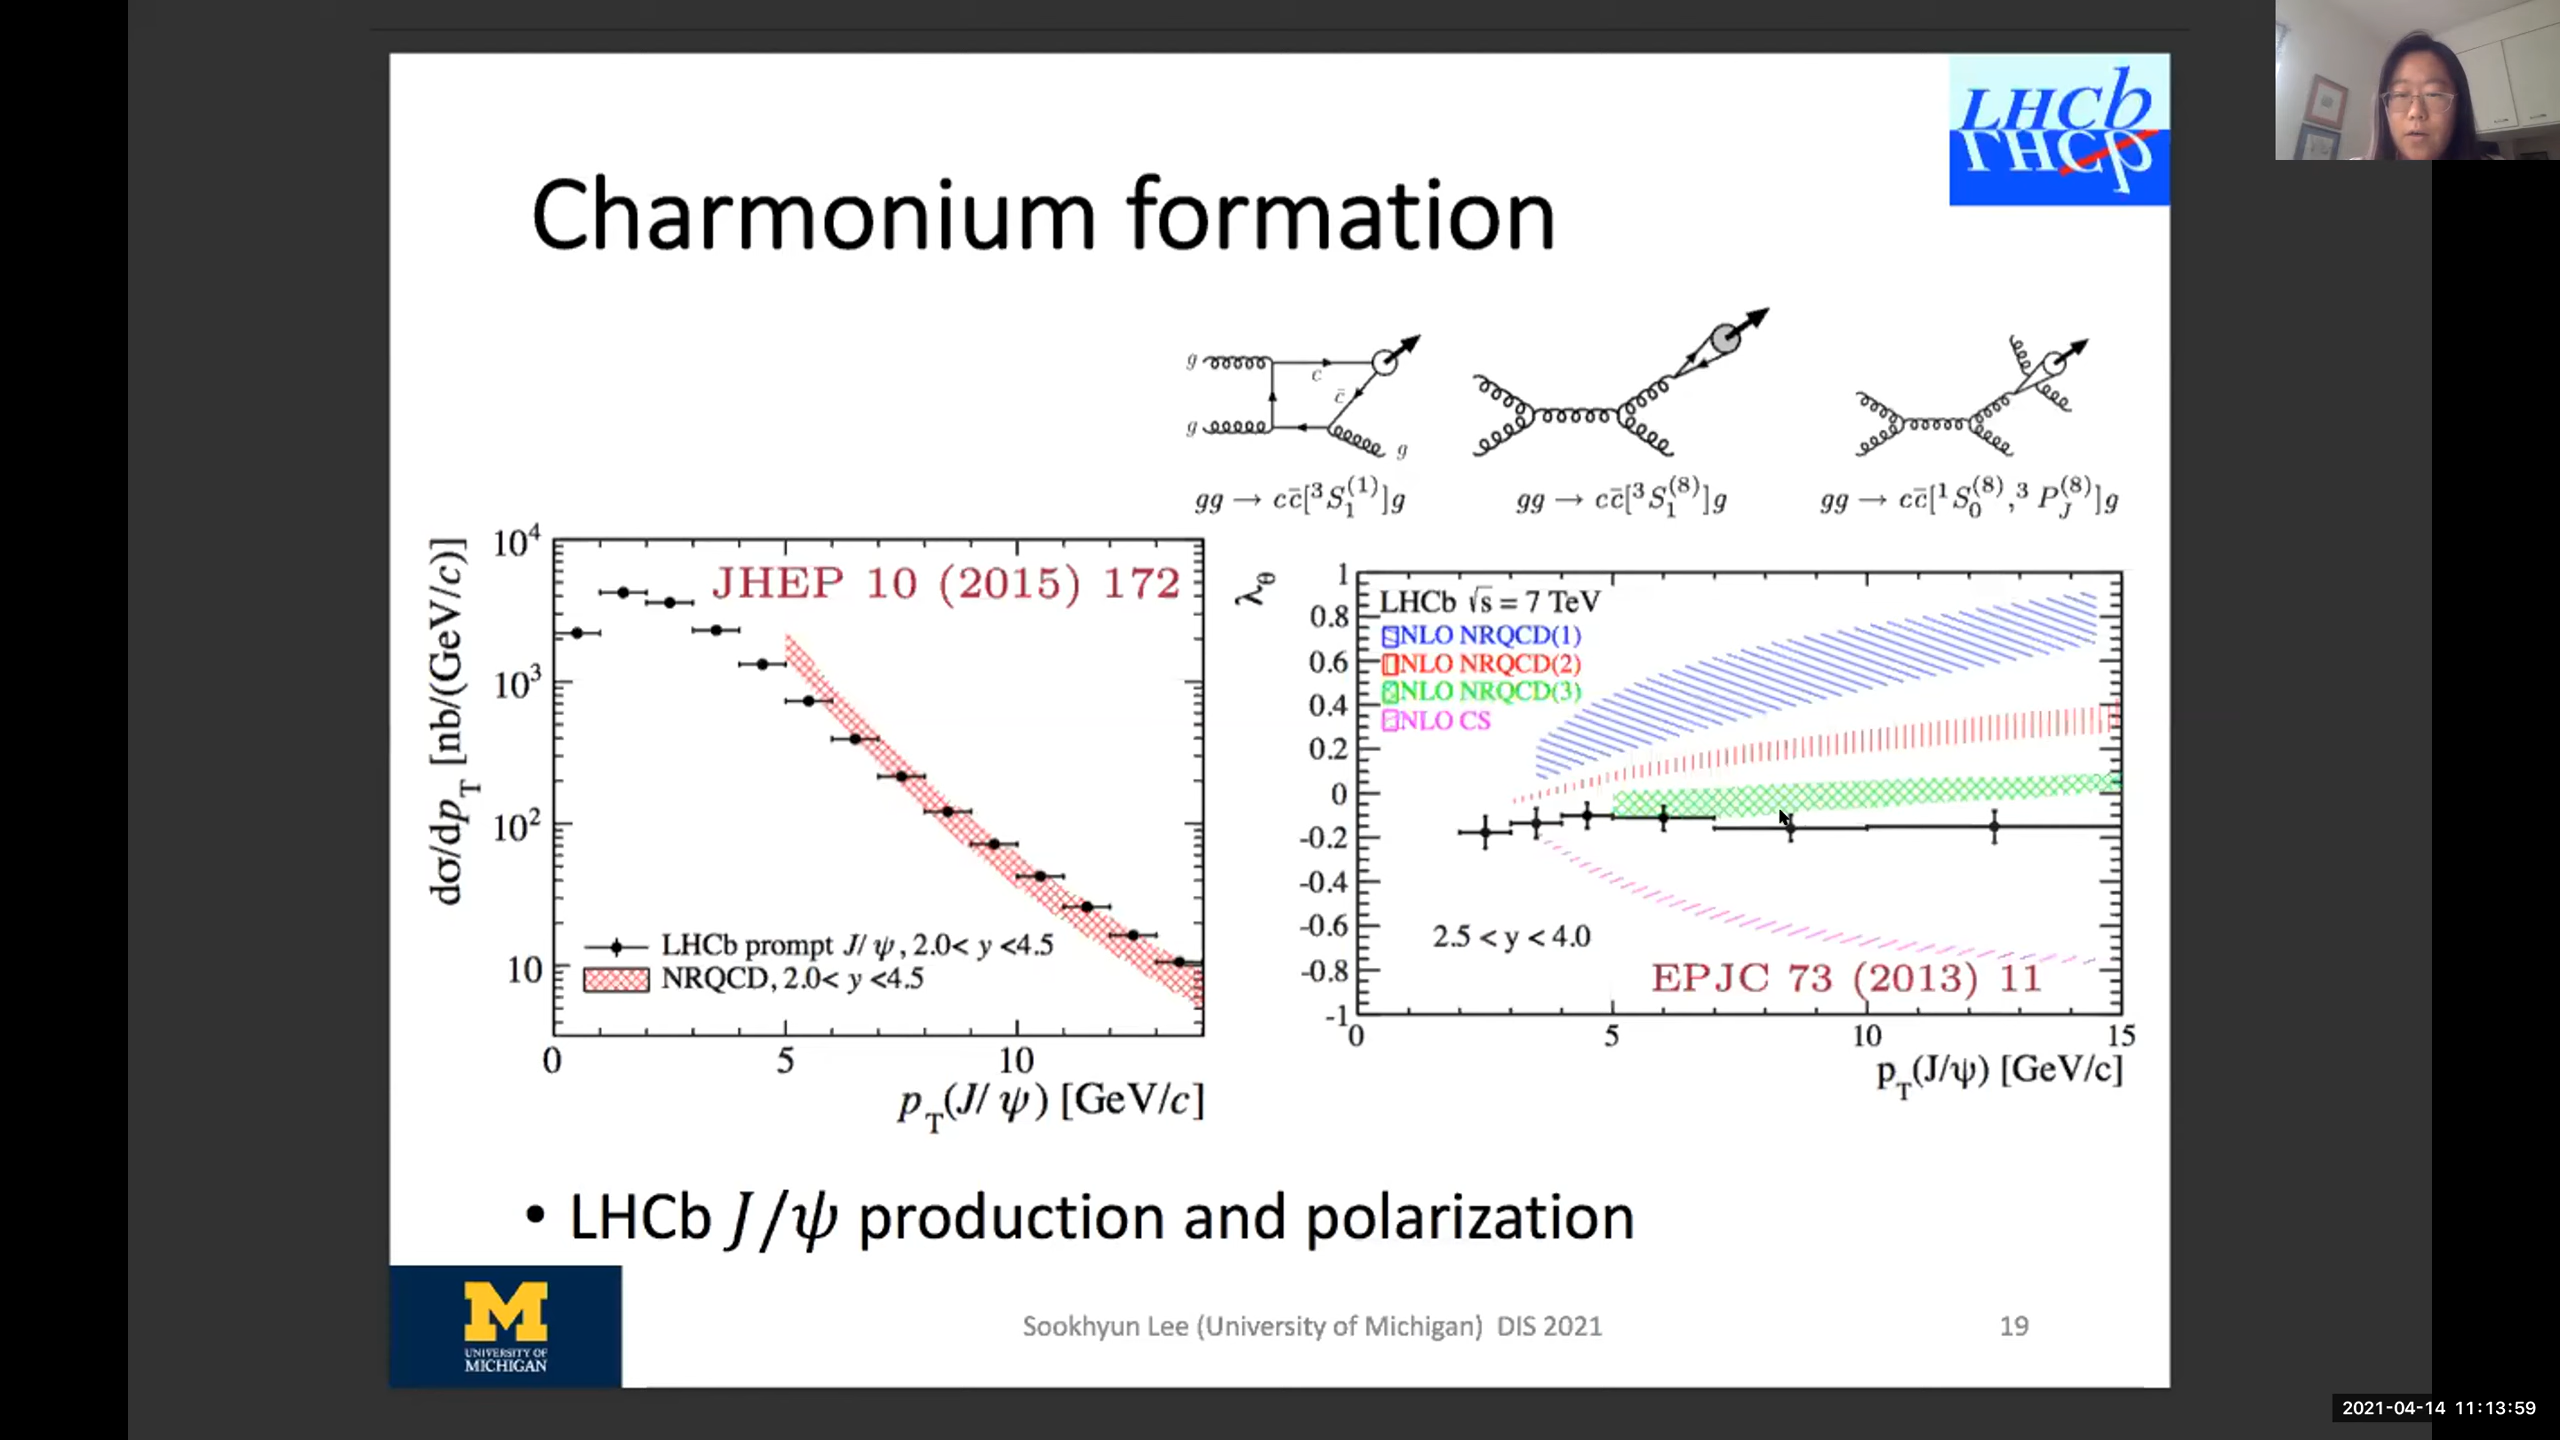 LHCb
LHCb
Charmonium formation
g
c
c̄
g
g
gg → cc̄[³S₁⁽¹⁾]g
gg → cc̄[³S₁⁽⁸⁾]g
gg → cc̄[¹S₀⁽⁸⁾,³P_J⁽⁸⁾]g
dσ/dp_T [nb/(GeV/c)]
10⁴
10³
10²
10
JHEP 10 (2015) 172
LHCb prompt J/ψ, 2.0< y <4.5
NRQCD, 2.0< y <4.5
0 5 10
p_T(J/ψ) [GeV/c]
λ_θ
1
0.8
0.6
0.4
0.2
0
-0.2
-0.4
-0.6
-0.8
-1
LHCb √s = 7 TeV
NLO NRQCD(1)
NLO NRQCD(2)
NLO NRQCD(3)
NLO CS
2.5 < y < 4.0
EPJC 73 (2013) 11
0 5 10 15
p_T(J/ψ) [GeV/c]
• LHCb J/ψ production and polarization
M
UNIVERSITY OF
MICHIGAN
Sookhyun Lee (University of Michigan) DIS 2021
19
2021-04-14 11:13:59